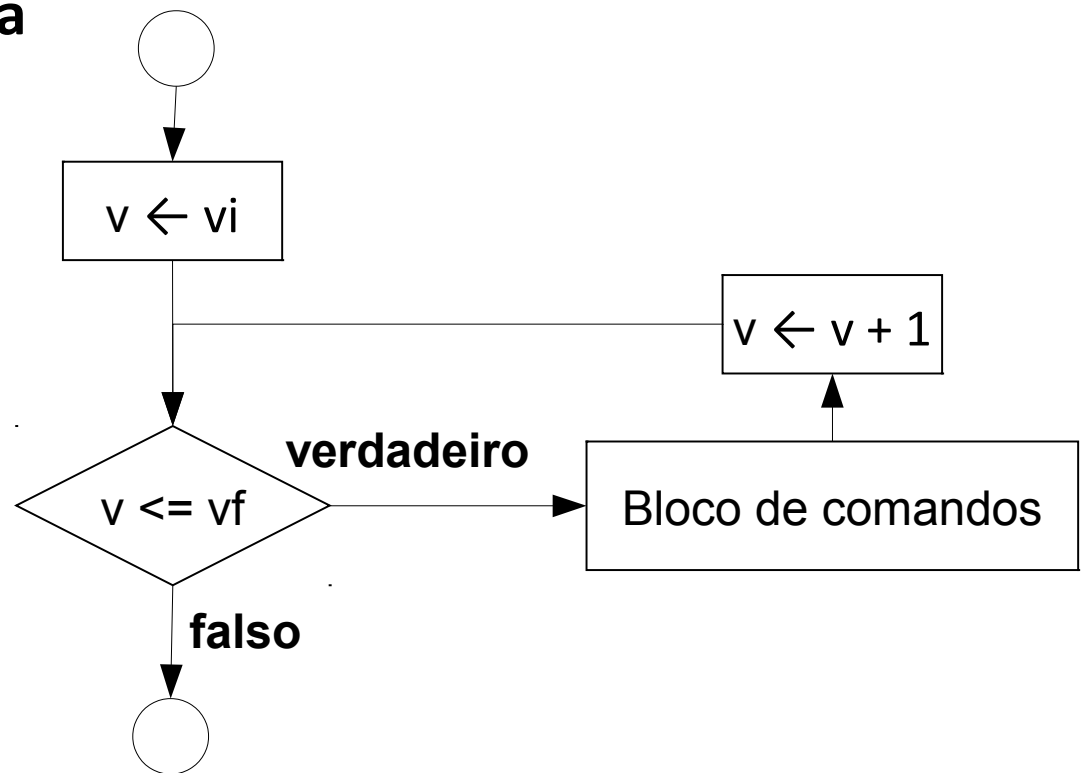 a
v ← vi
v ← v + 1
verdadeiro
v <= vf
Bloco de comandos
falso